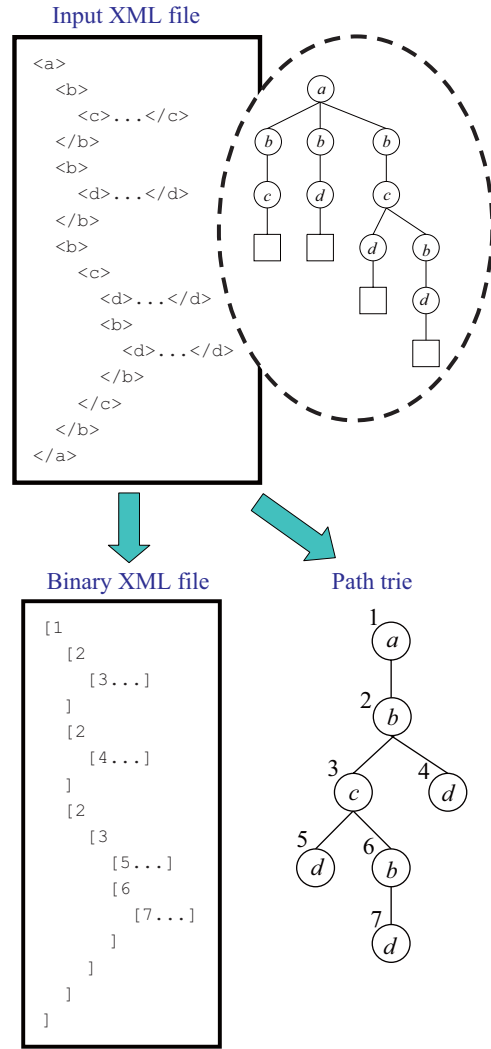 Input XML file
<a>
<b>
<c>...</c>
</b>
<b>
<d>...</d>
</b>
<b>
<c>
<d>...</d>
<b>
<d>...</d>
</b>
</c>
</b>
</a>
a
b b b
c d c
d b
d
Binary XML file
[1
[2
[3...]
]
[2
[4...]
]
[2
[3
[5...]
[6
[7...]
]
]
]
]
Path trie
1 a
2 b
3 c 4 d
5 d 6 b
7 d